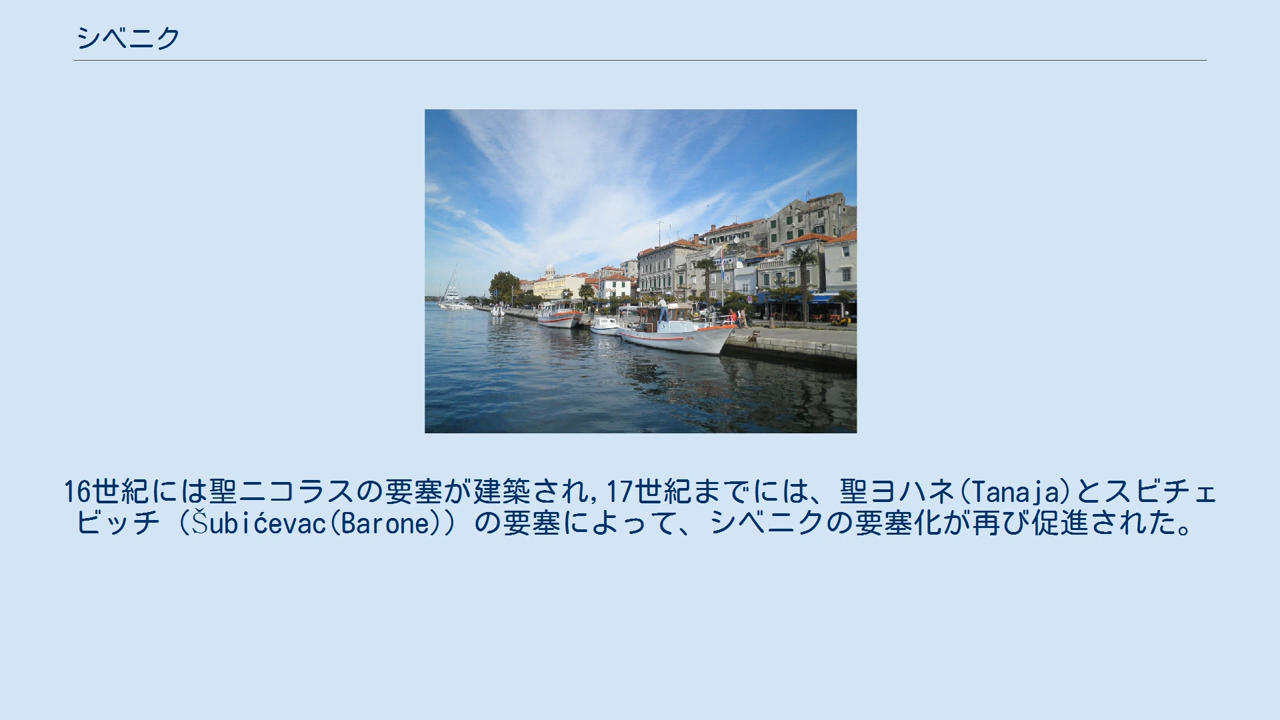 シベニク
16世紀には聖ニコラスの要塞が建築され,17世紀までには、聖ヨハネ(Tanaja)とスビチェ
ビッチ（Šubićevac(Barone)）の要塞によって、シベニクの要塞化が再び促進された。